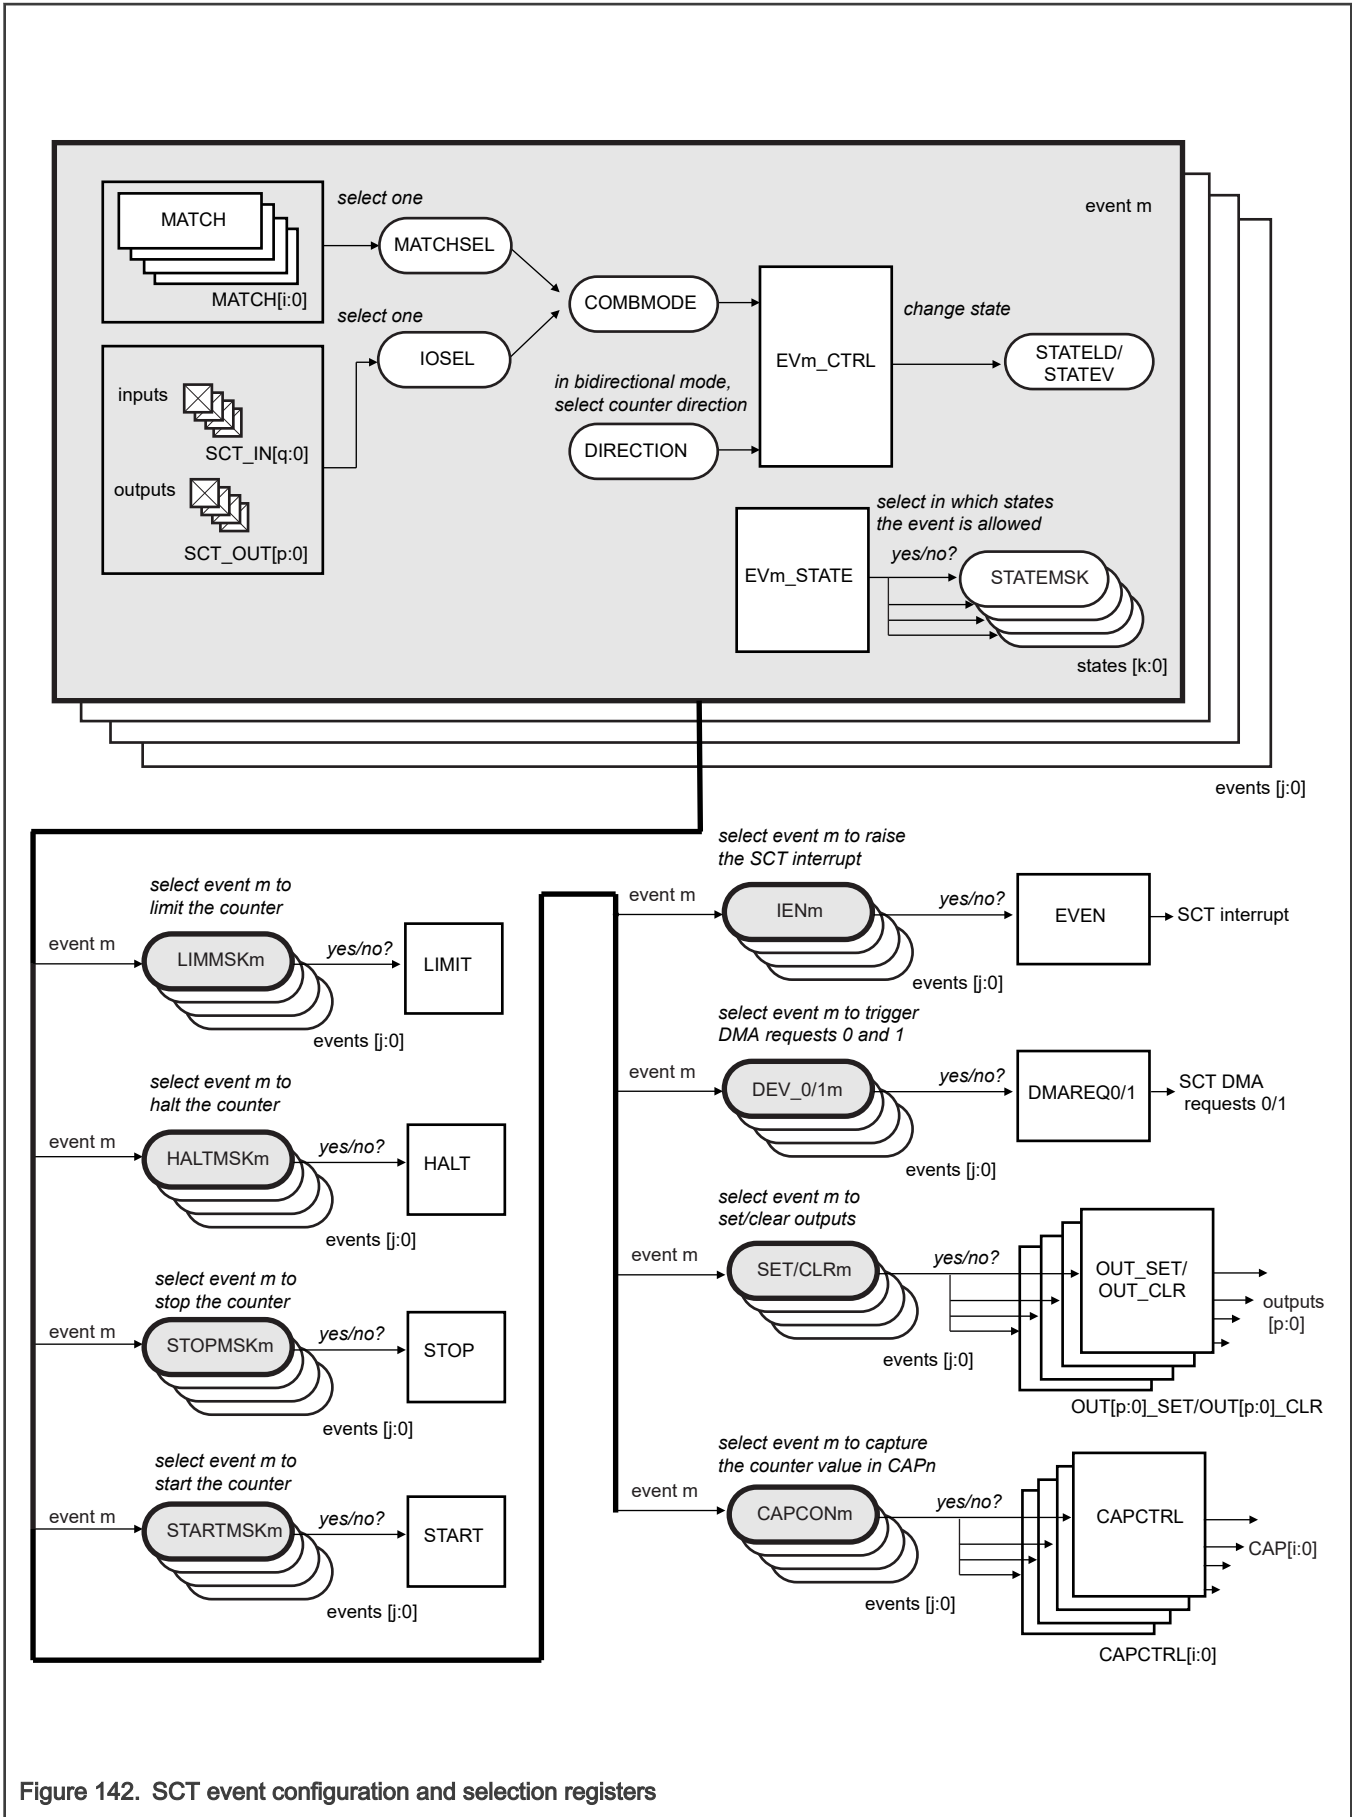 event m
select one
MATCH
MATCHSEL
MATCH[i:0]
select one
IOSEL
COMBMODE
inputs
SCT_IN[q:0]
outputs
SCT_OUT[p:0]
in bidirectional mode,
select counter direction
DIRECTION
EVm_CTRL
change state
STATELD/
STATEV
select in which states
the event is allowed
yes/no?
EVm_STATE
STATEMSK
states [k:0]
events [j:0]
select event m to
limit the counter
event m
LIMMSKm
yes/no?
LIMIT
events [j:0]
select event m to
halt the counter
event m
HALTMSKm
yes/no?
HALT
events [j:0]
select event m to
stop the counter
event m
STOPMSKm
yes/no?
STOP
events [j:0]
select event m to
start the counter
event m
STARTMSKm
yes/no?
START
events [j:0]
select event m to raise
the SCT interrupt
event m
IENm
yes/no?
EVEN
SCT interrupt
events [j:0]
select event m to trigger
DMA requests 0 and 1
event m
DEV_0/1m
yes/no?
DMAREQ0/1
SCT DMA
requests 0/1
events [j:0]
select event m to
set/clear outputs
event m
SET/CLRm
yes/no?
OUT_SET/
OUT_CLR
outputs
[p:0]
events [j:0]
OUT[p:0]_SET/OUT[p:0]_CLR
select event m to capture
the counter value in CAPn
event m
CAPCONm
yes/no?
CAPCTRL
CAP[i:0]
events [j:0]
CAPCTRL[i:0]
Figure 142. SCT event configuration and selection registers